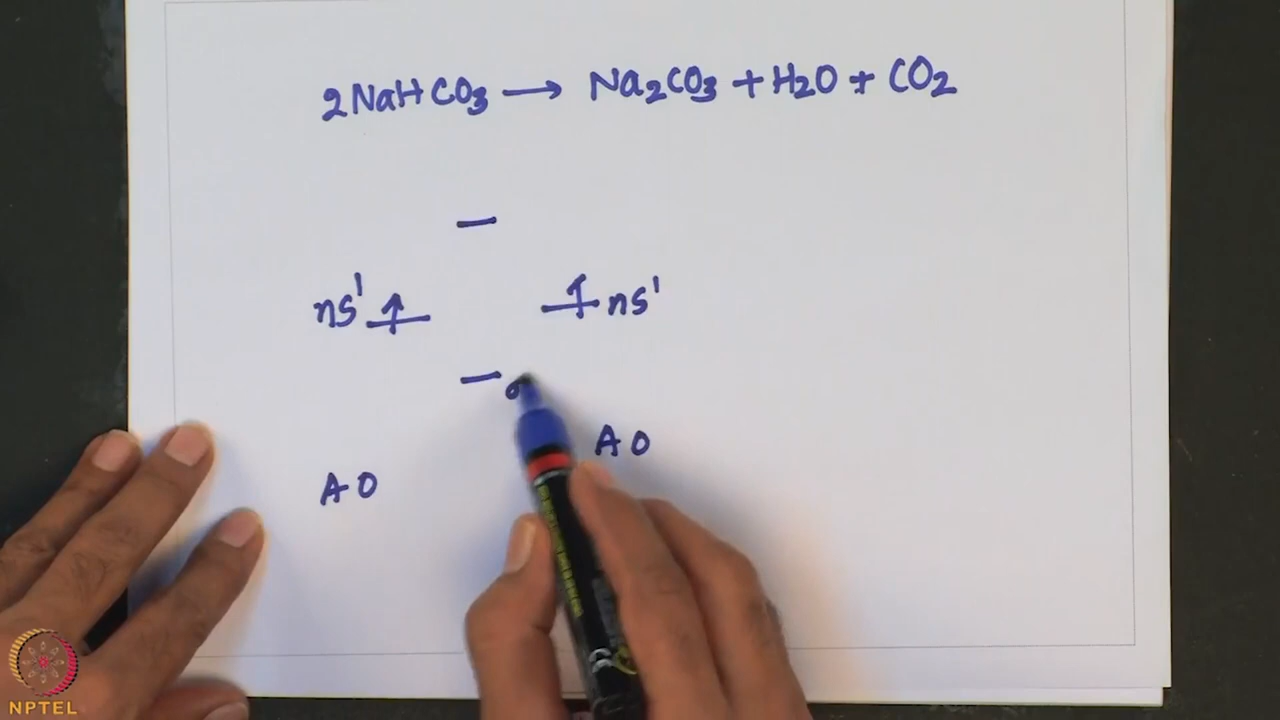 2NaHCO₃ → Na₂CO₃ + H₂O + CO₂
ns¹ ns¹
σ
AO
AO
NPTEL